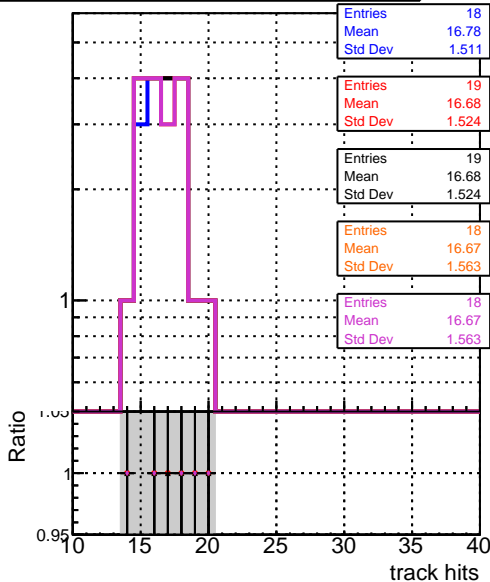 Entries 18
Mean 16.78
Std Dev 1.511
Entries 19
Mean 16.68
Std Dev 1.524
Entries 19
Mean 16.68
Std Dev 1.524
Entries 18
Mean 16.67
Std Dev 1.563
Entries 18
Mean 16.67
Std Dev 1.563
1
1.05
Ratio
1
0.95
10 15 20 25 30 35 40
track hits